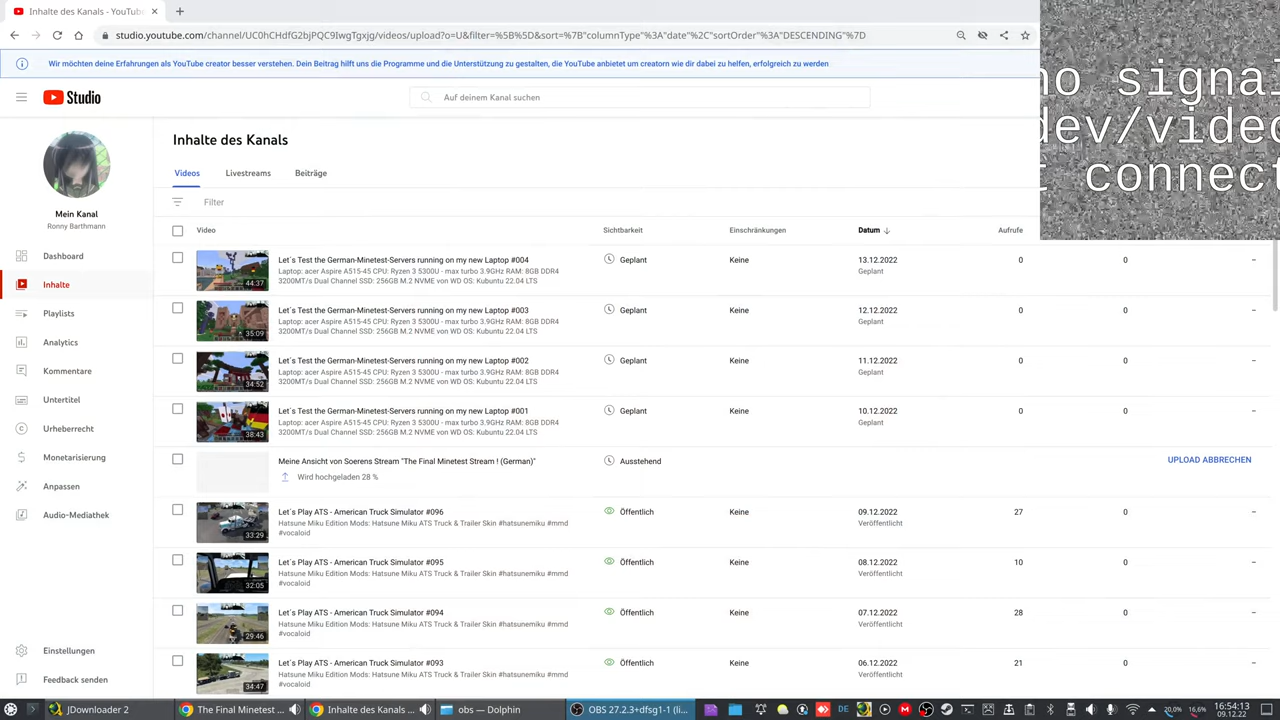 Inhalte des Kanals - YouTub
studio.youtube.com/channel/UC0hCHdfG2bjPQC9IwgTgxjg/videos/upload?o=U&filter=%5B%5D&sort=%7B"columnType"%3A"date"%2C"sortOrder"%3A"DESCENDING"%7D
Wir möchten deine Erfahrungen als YouTube creator besser verstehen. Dein Beitrag hilft uns die Programme und die Unterstützung zu gestalten, die YouTube anbietet um creatorn wie dir dabei zu helfen, erfolgreich zu werden
no signal
dev/video
t connect
Studio
Auf deinem Kanal suchen
Mein Kanal
Ronny Barthmann
Dashboard
Inhalte
Playlists
Analytics
Kommentare
Untertitel
Urheberrecht
Monetarisierung
Anpassen
Audio-Mediathek
Einstellungen
Feedback senden
Inhalte des Kanals
Videos Livestreams Beiträge
Filter
Video Sichtbarkeit Einschränkungen Datum Aufrufe
Let´s Test the German-Minetest-Servers running on my new Laptop #004 Geplant Keine 13.12.2022 0 0 –
Laptop: acer Aspire A515-45 CPU: Ryzen 3 5300U - max turbo 3.9GHz RAM: 8GB DDR4 Geplant
44:37 3200MT/s Dual Channel SSD: 256GB M.2 NVME von WD OS: Kubuntu 22.04 LTS
Let´s Test the German-Minetest-Servers running on my new Laptop #003 Geplant Keine 12.12.2022 0 0 –
Laptop: acer Aspire A515-45 CPU: Ryzen 3 5300U - max turbo 3.9GHz RAM: 8GB DDR4 Geplant
35:09 3200MT/s Dual Channel SSD: 256GB M.2 NVME von WD OS: Kubuntu 22.04 LTS
Let´s Test the German-Minetest-Servers running on my new Laptop #002 Geplant Keine 11.12.2022 0 0 –
Laptop: acer Aspire A515-45 CPU: Ryzen 3 5300U - max turbo 3.9GHz RAM: 8GB DDR4 Geplant
34:52 3200MT/s Dual Channel SSD: 256GB M.2 NVME von WD OS: Kubuntu 22.04 LTS
Let´s Test the German-Minetest-Servers running on my new Laptop #001 Geplant Keine 10.12.2022 0 0 –
Laptop: acer Aspire A515-45 CPU: Ryzen 3 5300U - max turbo 3.9GHz RAM: 8GB DDR4 Geplant
38:43 3200MT/s Dual Channel SSD: 256GB M.2 NVME von WD OS: Kubuntu 22.04 LTS
Meine Ansicht von Soerens Stream "The Final Minetest Stream ! (German)" Ausstehend UPLOAD ABBRECHEN
Wird hochgeladen 28 %
Let´s Play ATS - American Truck Simulator #096 Öffentlich Keine 09.12.2022 27 0 –
Hatsune Miku Edition Mods: Hatsune Miku ATS Truck & Trailer Skin #hatsunemiku #mmd Veröffentlicht
33:29 #vocaloid
Let´s Play ATS - American Truck Simulator #095 Öffentlich Keine 08.12.2022 10 0 –
Hatsune Miku Edition Mods: Hatsune Miku ATS Truck & Trailer Skin #hatsunemiku #mmd Veröffentlicht
32:05 #vocaloid
Let´s Play ATS - American Truck Simulator #094 Öffentlich Keine 07.12.2022 28 0 –
Hatsune Miku Edition Mods: Hatsune Miku ATS Truck & Trailer Skin #hatsunemiku #mmd Veröffentlicht
29:46 #vocaloid
Let´s Play ATS - American Truck Simulator #093 Öffentlich Keine 06.12.2022 21 0 –
Hatsune Miku Edition Mods: Hatsune Miku ATS Truck & Trailer Skin #hatsunemiku #mmd Veröffentlicht
34:47 #vocaloid
JDownloader 2 The Final Minetest Inhalte des Kanals obs — Dolphin OBS 27.2.3+dfsg1-1 (li DE 20,0% 16,6% 16:54:13
09.12.22